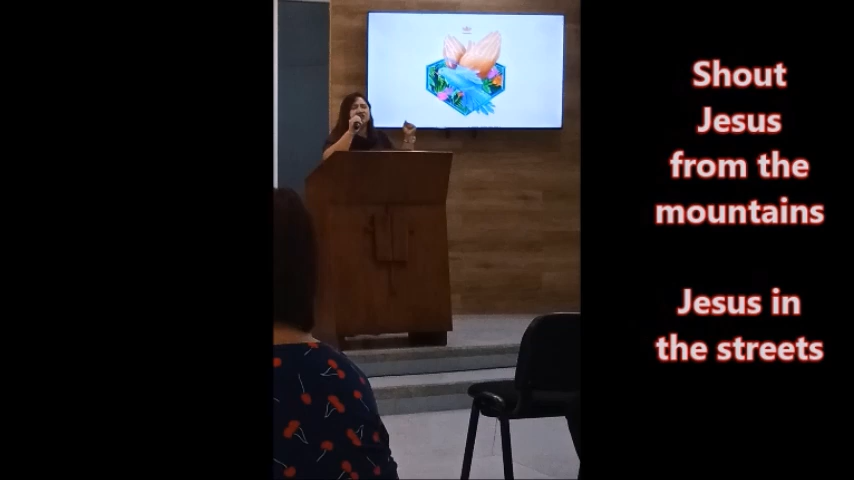 Shout
Jesus
from the
mountains
Jesus in
the streets